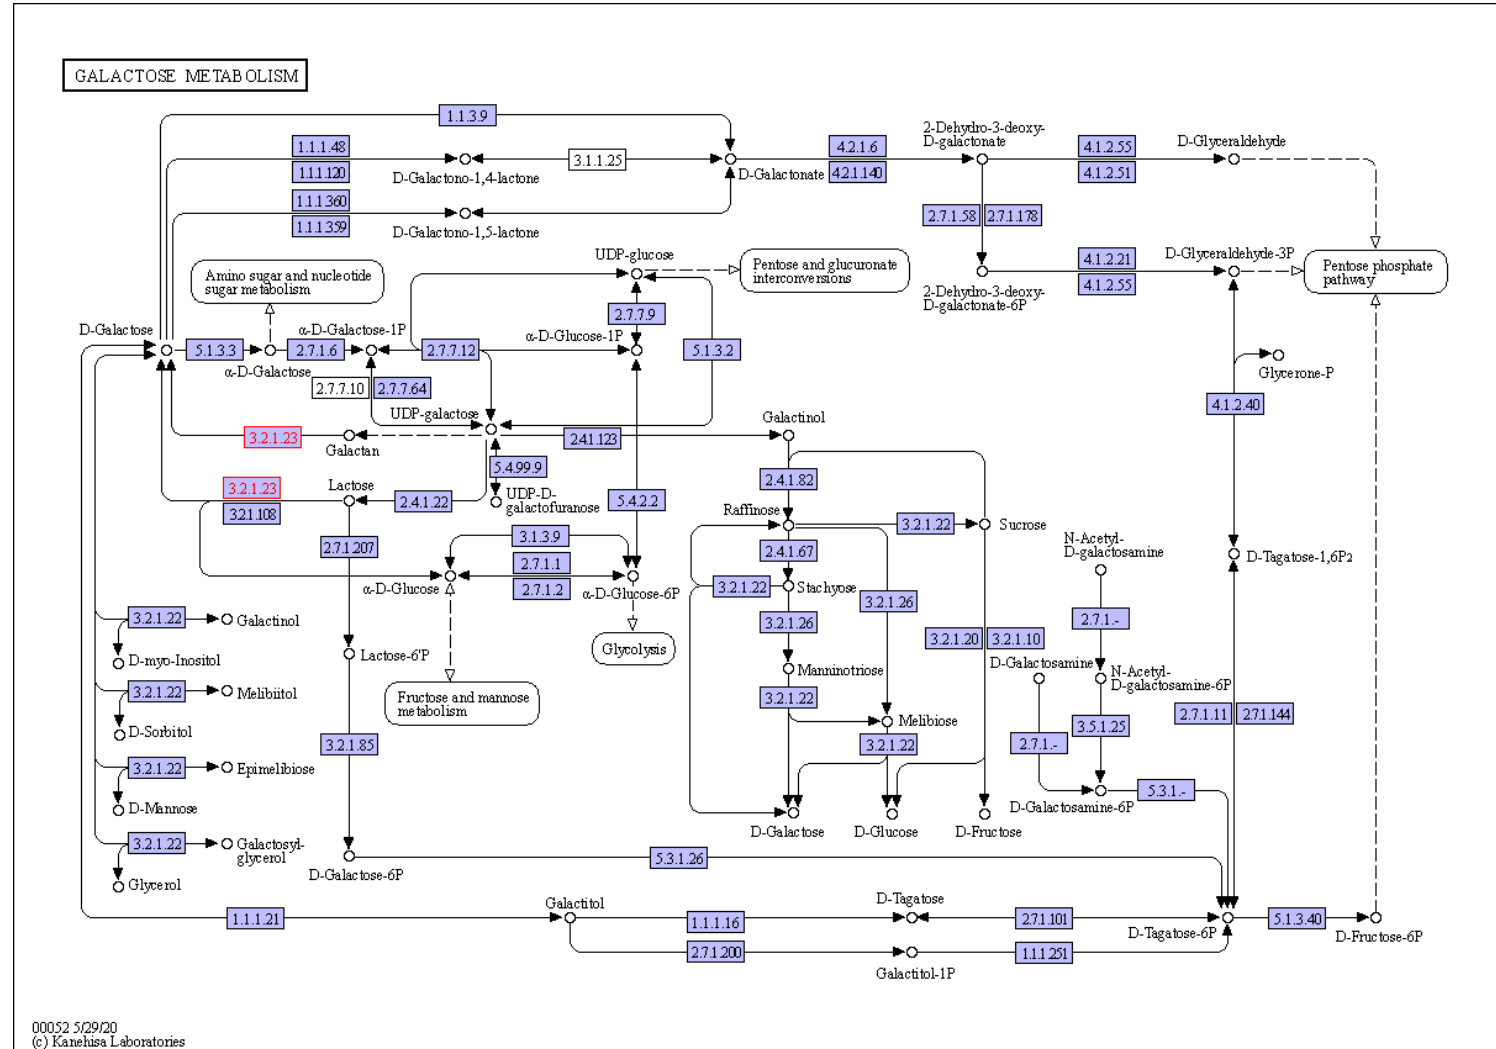 GALACTOSE METABOLISM
1.1.3.9
1.1.1.48
1.1.1.120
D-Galactono-1,4-lactone
3.1.1.25
D-Galactonate
4.2.1.6
4.2.1.140
2-Dehydro-3-deoxy-
D-galactonate
4.1.2.55
4.1.2.51
D-Glyceraldehyde
1.1.1.360
1.1.1.359
D-Galactono-1,5-lactone
2.7.1.58
2.7.1.178
UDP-glucose
Pentose and glucuronate
interconversions
Amino sugar and nucleotide
sugar metabolism
2-Dehydro-3-deoxy-
D-galactonate-6P
4.1.2.21
4.1.2.55
D-Glyceraldehyde-3P
Pentose phosphate
pathway
D-Galactose
5.1.3.3
α-D-Galactose
2.7.1.6
α-D-Galactose-1P
2.7.7.12
α-D-Glucose-1P
2.7.7.9
5.1.3.2
2.7.7.10
2.7.7.64
Glycerone-P
4.1.2.40
UDP-galactose
3.2.1.23
Galactan
2.4.1.123
Galactinol
5.4.99.9
UDP-D-
galactofuranose
3.2.1.23
3.2.1.108
Lactose
2.4.1.22
5.4.2.2
2.4.1.82
Raffinose
3.2.1.22
Sucrose
2.7.1.207
3.1.3.9
2.7.1.1
2.7.1.2
α-D-Glucose
α-D-Glucose-6P
2.4.1.67
3.2.1.22
Stachyose
3.2.1.26
N-Acetyl-
D-galactosamine
D-Tagatose-1,6P2
3.2.1.22
Galactinol
D-myo-Inositol
3.2.1.26
2.7.1.-
Lactose-6'P
Glycolysis
Manninotriose
3.2.1.20
3.2.1.10
D-Galactosamine
N-Acetyl-
D-galactosamine-6P
3.2.1.22
Melibiitol
D-Sorbitol
Fructose and mannose
metabolism
3.2.1.22
Melibiose
3.2.1.22
2.7.1.11
2.7.1.144
3.5.1.25
2.7.1.-
3.2.1.85
3.2.1.22
Epimelibiose
D-Mannose
D-Galactosamine-6P
5.3.1.-
D-Galactose
D-Glucose
D-Fructose
3.2.1.22
Galactosyl-
glycerol
Glycerol
D-Galactose-6P
5.3.1.26
1.1.1.21
Galactitol
1.1.1.16
D-Tagatose
2.7.1.101
D-Tagatose-6P
5.1.3.40
D-Fructose-6P
2.7.1.200
Galactitol-1P
1.1.1.251
00052 5/29/20
(c) Kanehisa Laboratories